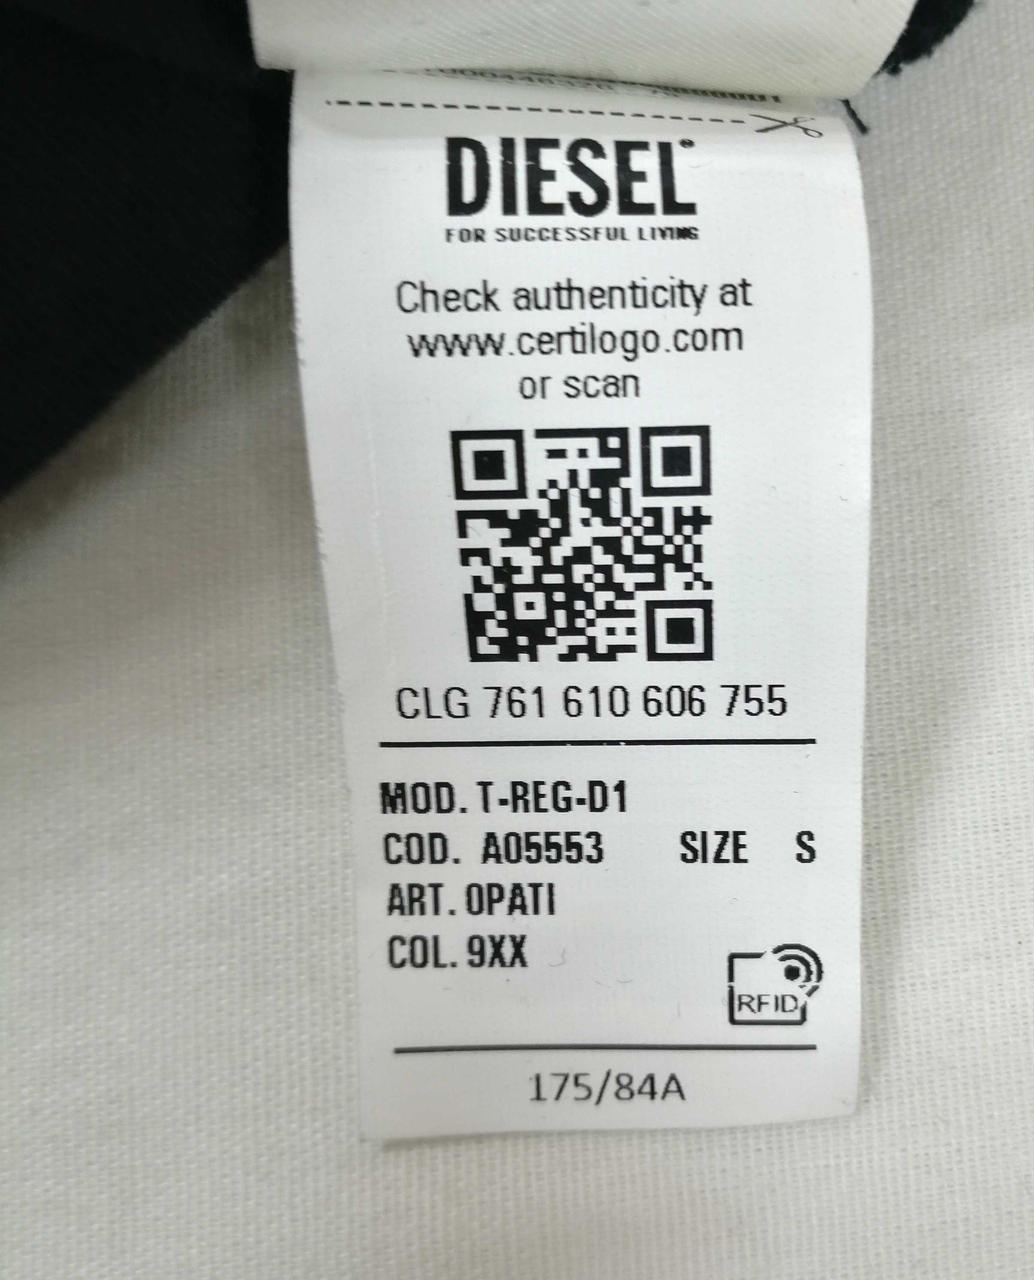 DIESEL
FOR SUCCESSFUL LIVING
Check authenticity at
www.certilogo.com
or scan
CLG 761 610 606 755
MOD. T-REG-D1
COD. A05553 SIZE S
ART. 0PATI
COL. 9XX
RFID
175/84A